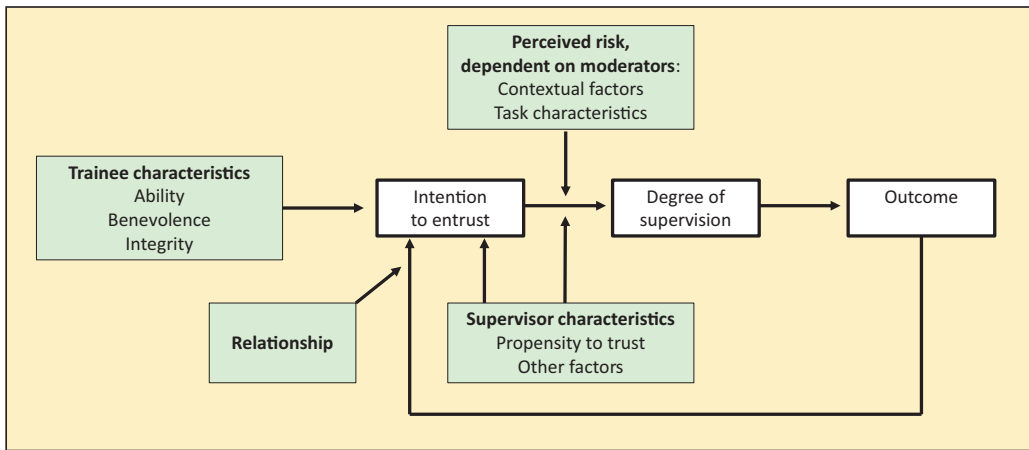 Perceived risk,
dependent on moderators:
Contextual factors
Task characteristics
Trainee characteristics
Ability
Benevolence
Integrity
Intention
to entrust
Degree of
supervision
Outcome
Relationship
Supervisor characteristics
Propensity to trust
Other factors